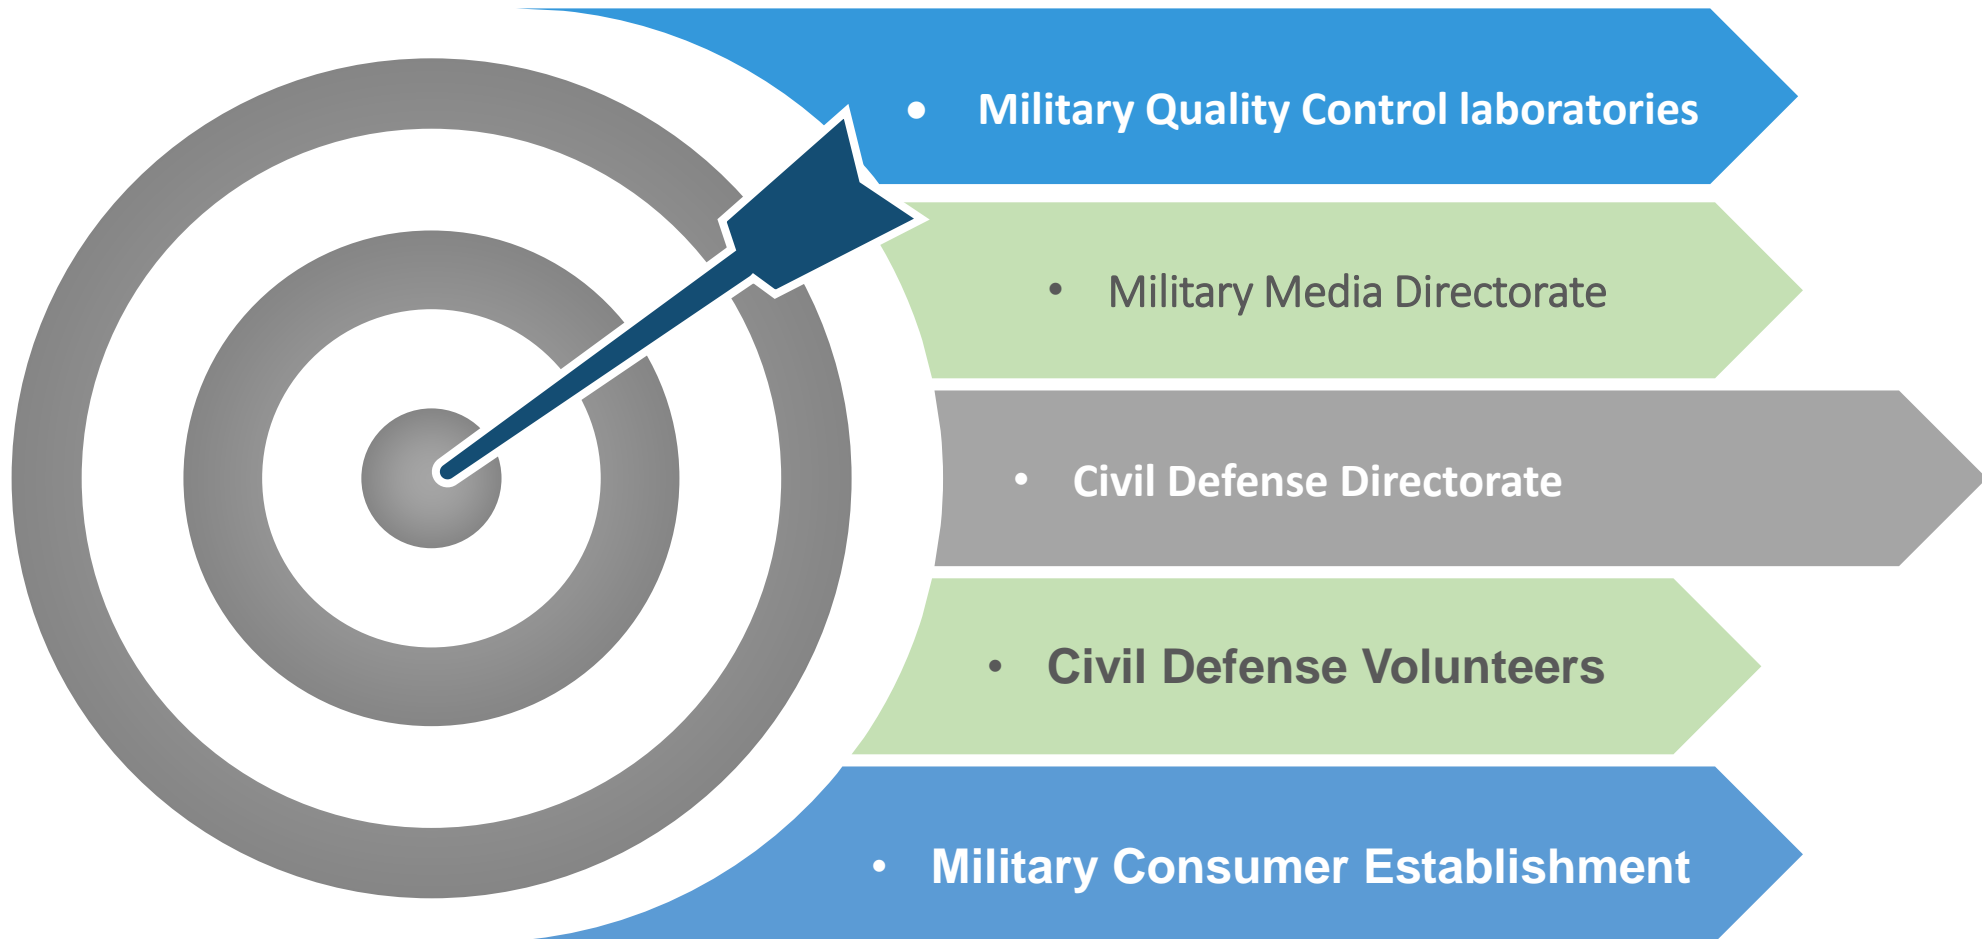 • Military Quality Control laboratories
• Military Media Directorate
• Civil Defense Directorate
• Civil Defense Volunteers
• Military Consumer Establishment